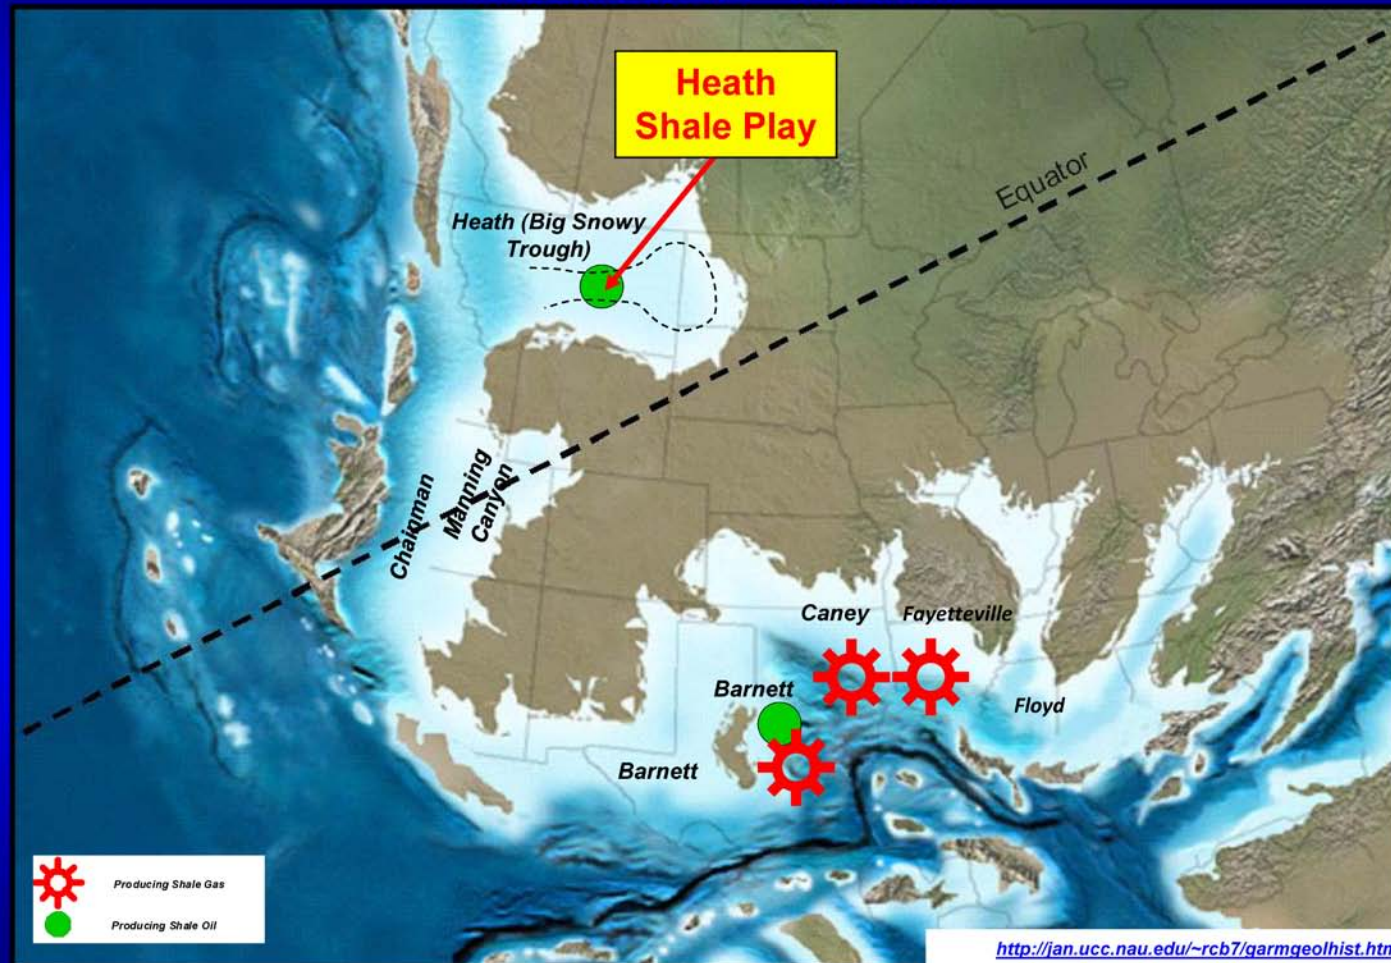 Heath
Shale Play
Equator
Heath (Big Snowy
Trough)
Chainman
Manning
Canyon
Caney
Fayetteville
Barnett
Floyd
Barnett
Producing Shale Gas
Producing Shale Oil
http://jan.ucc.nau.edu/~rcb7/garmgeolhist.htm